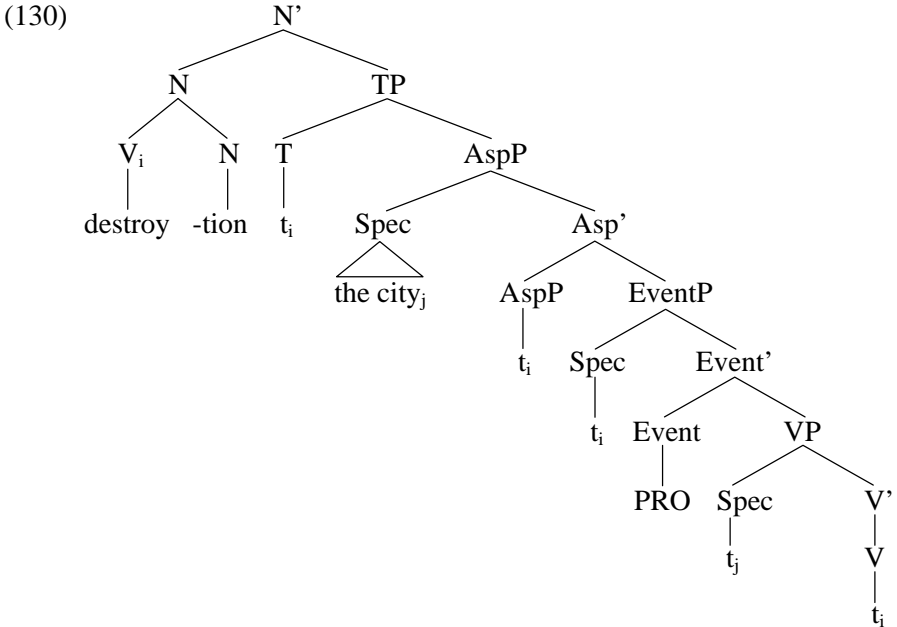 (130) N’
N TP
V_i N T AspP
destroy -tion t_i Spec Asp’
the city_j AspP EventP
t_i Spec Event’
t_i Event VP
PRO Spec V’
t_j V
t_i